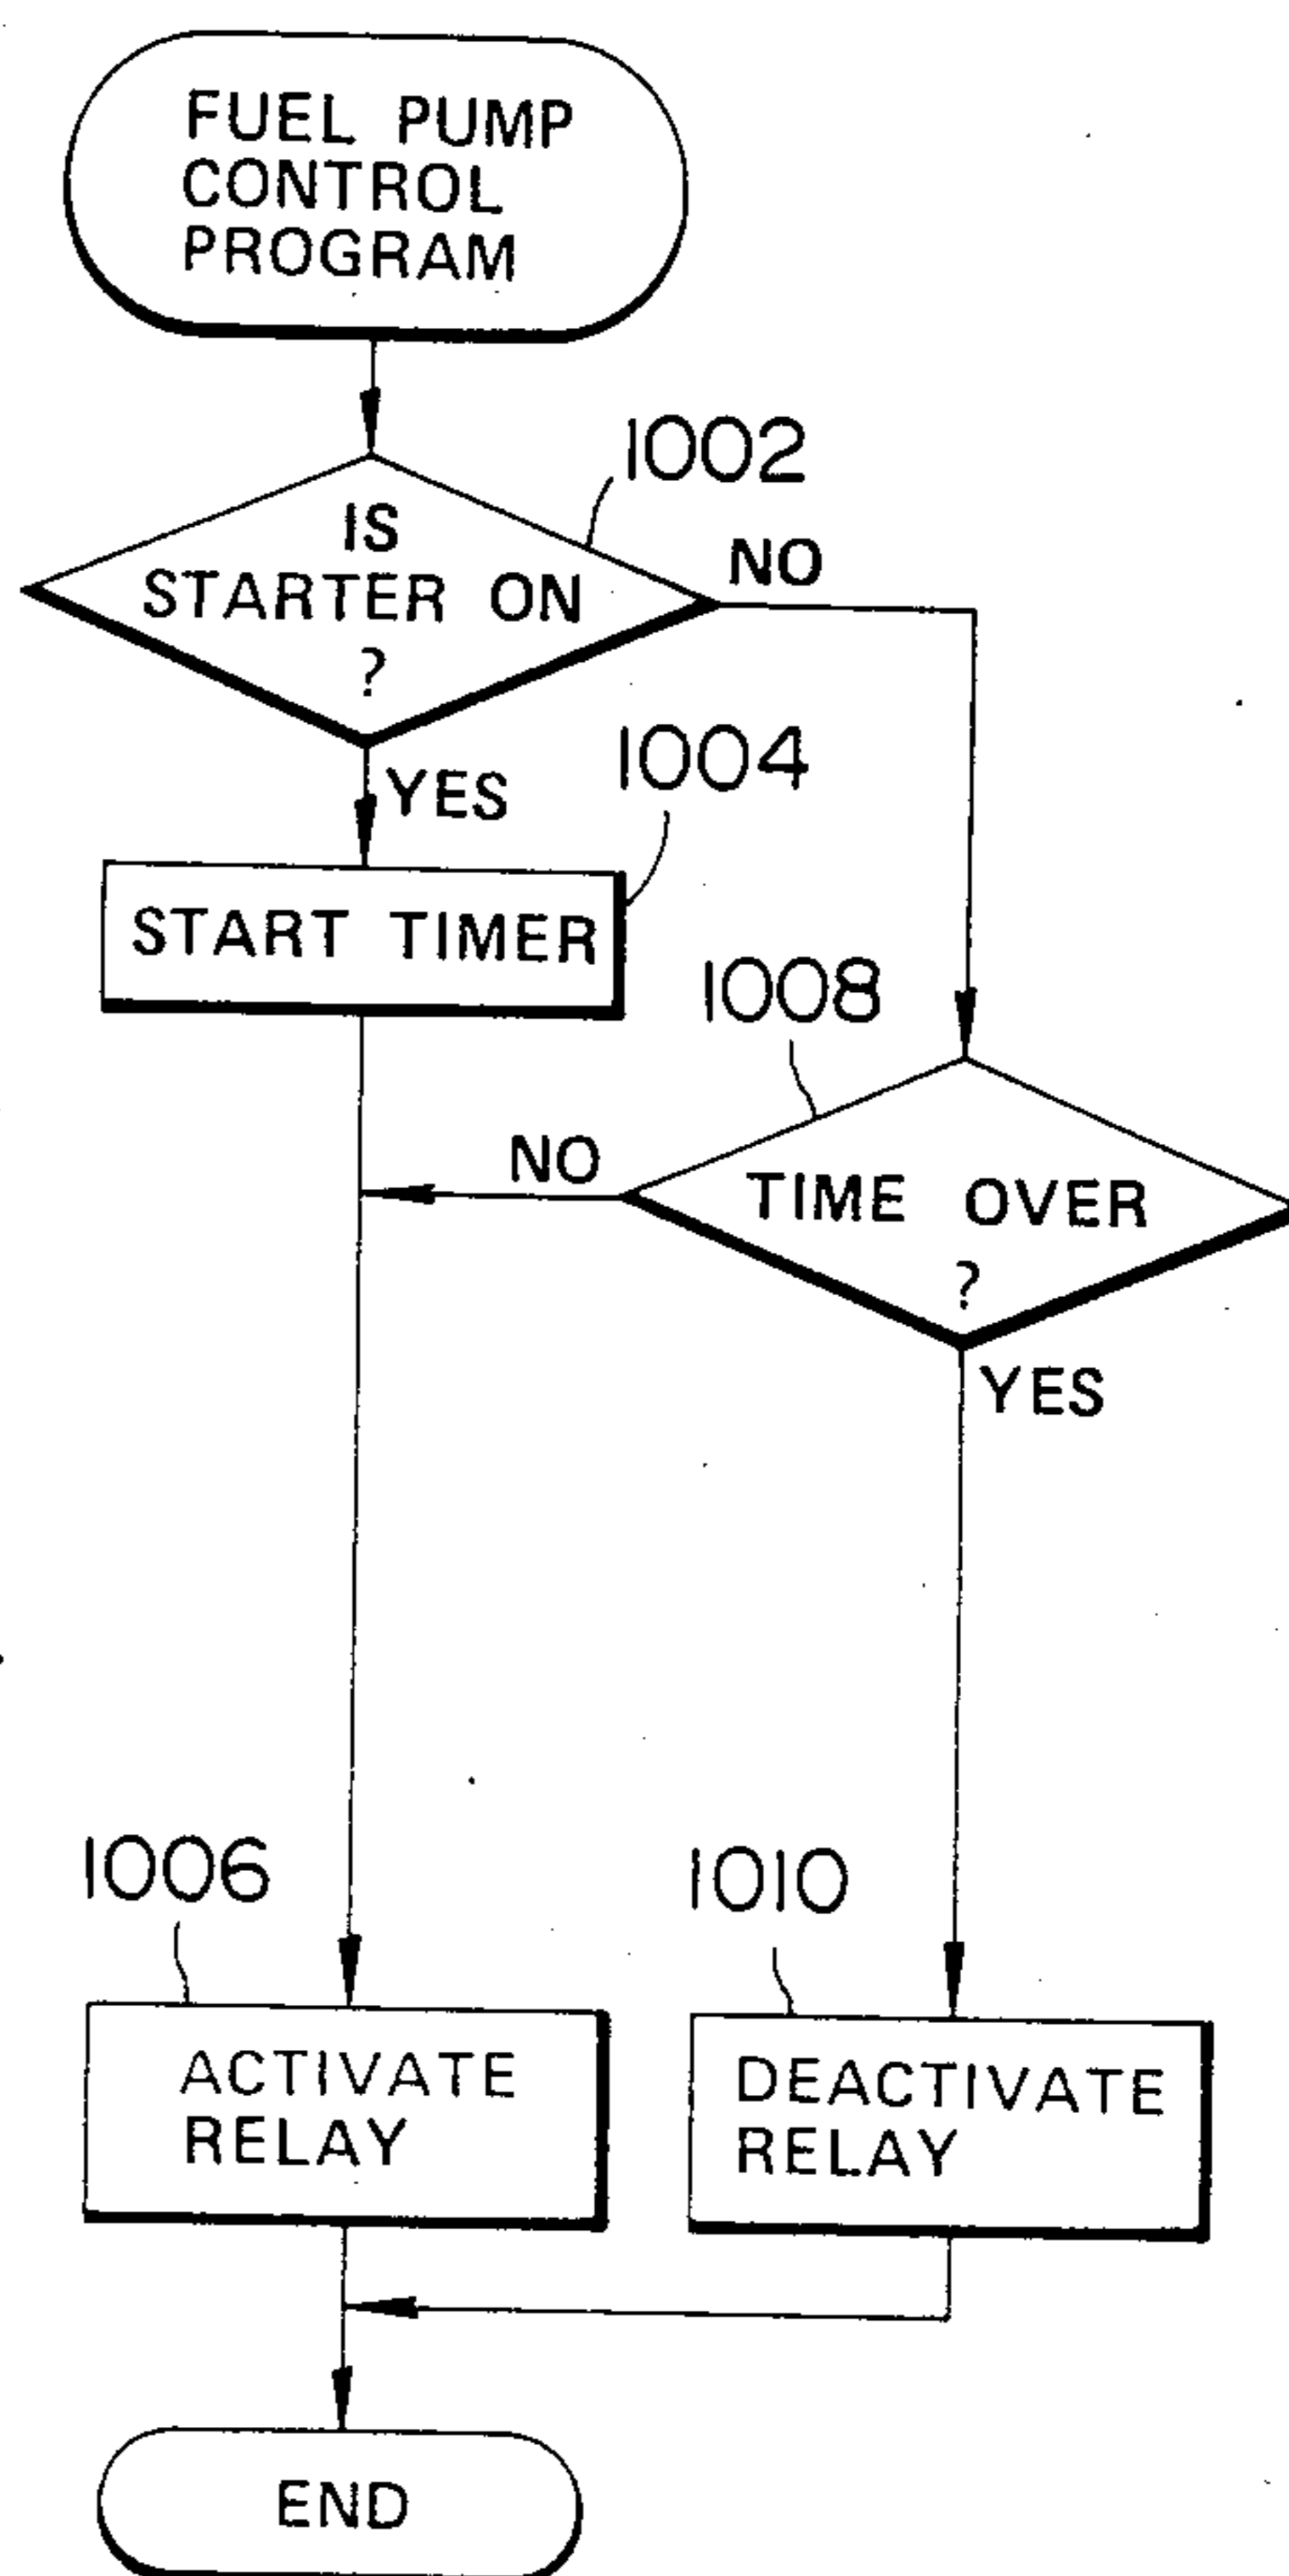 FUEL PUMP
CONTROL
PROGRAM
1002
IS
STARTER ON
?
NO
YES
1004
START TIMER
1008
NO
TIME OVER
?
YES
1006
ACTIVATE
RELAY
1010
DEACTIVATE
RELAY
END